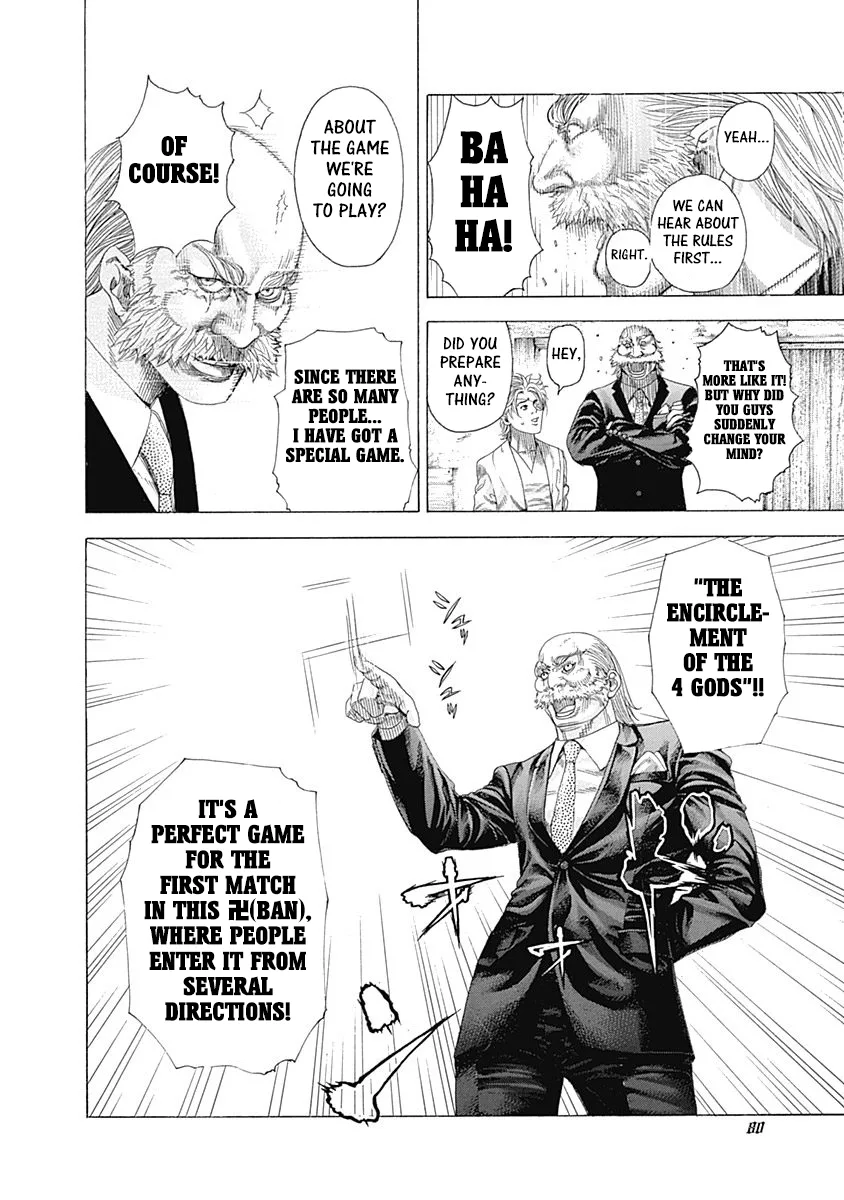 YEAH...
WE CAN
HEAR ABOUT
THE RULES
FIRST...
RIGHT.
BA
HA
HA!
THAT'S
MORE LIKE IT!
BUT WHY DID
YOU GUYS
SUDDENLY
CHANGE YOUR
MIND?
HEY,
DID YOU
PREPARE
ANY-
THING?
ABOUT
THE GAME
WE'RE
GOING
TO PLAY?
OF
COURSE!
SINCE THERE
ARE SO MANY
PEOPLE...
I HAVE GOT A
SPECIAL GAME.
"THE
ENCIRCLE-
MENT
OF THE
4 GODS"!!
IT'S A
PERFECT GAME
FOR THE
FIRST MATCH
IN THIS 卍(BAN),
WHERE PEOPLE
ENTER IT FROM
SEVERAL
DIRECTIONS!
80